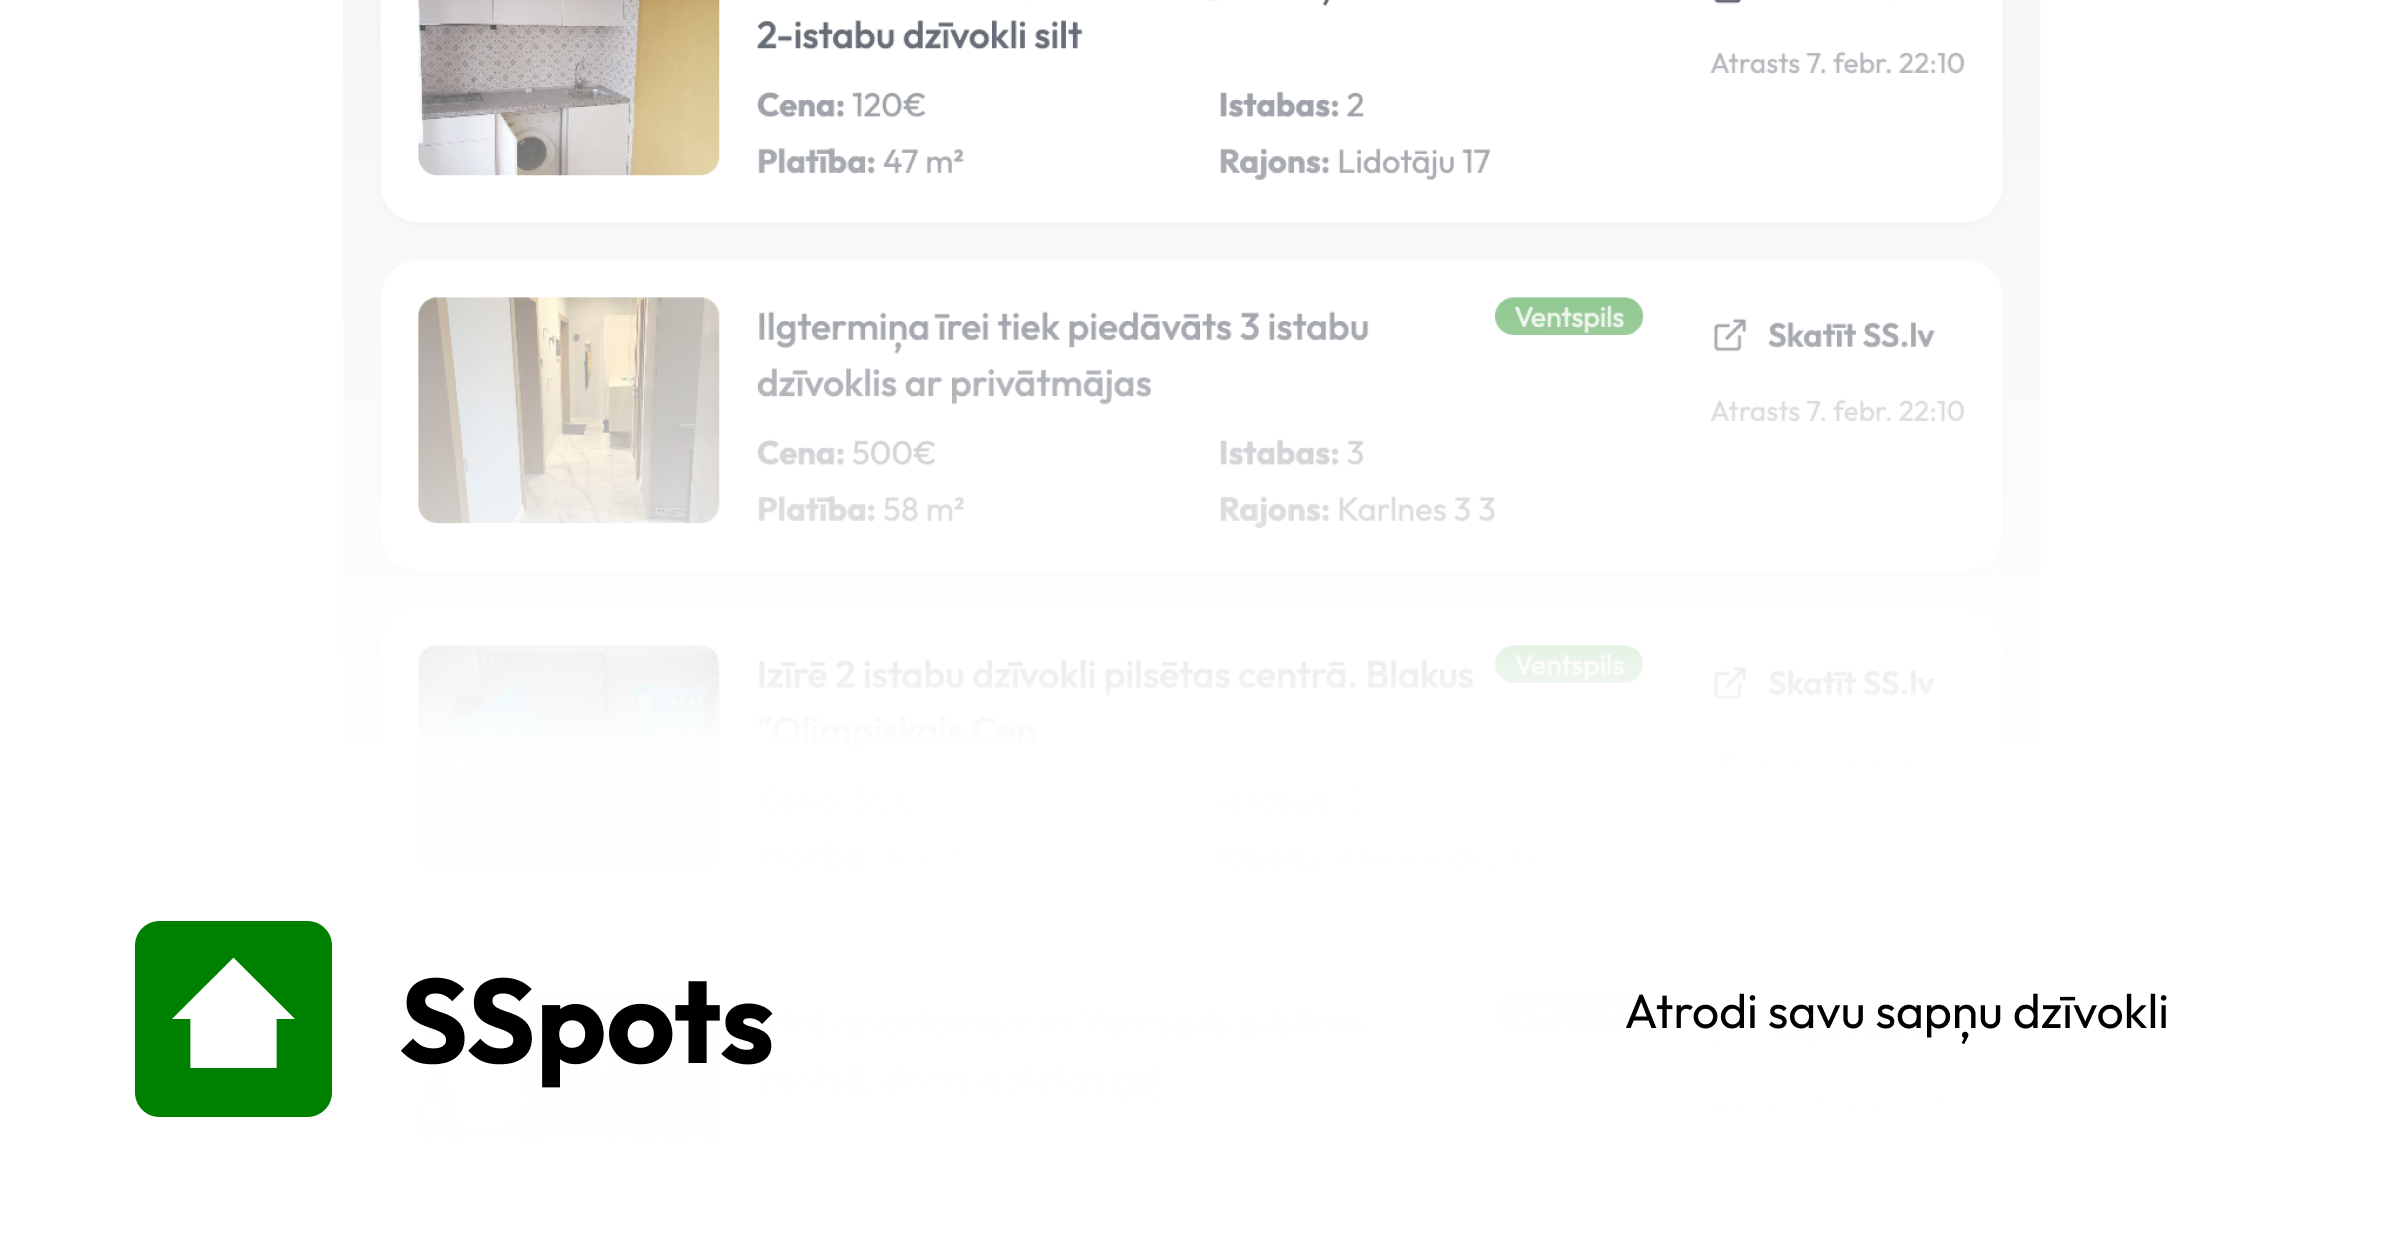 2-istabu dzīvokli silt
Atrasts 7. febr. 22:10
Cena: 120€
Istabas: 2
Platība: 47 m²
Rajons: Lidotāju 17
Ilgtermiņa īrei tiek piedāvāts 3 istabu
dzīvoklis ar privātmājas
Ventspils
Skatīt SS.lv
Atrasts 7. febr. 22:10
Cena: 500€
Istabas: 3
Platība: 58 m²
Rajons: Karlnes 3 3
Izīrē 2 istabu dzīvokli pilsētas centrā. Blakus
"Olimpiskais Cen
Ventspils
Skatīt SS.lv
SSpots
Atrodi savu sapņu dzīvokli